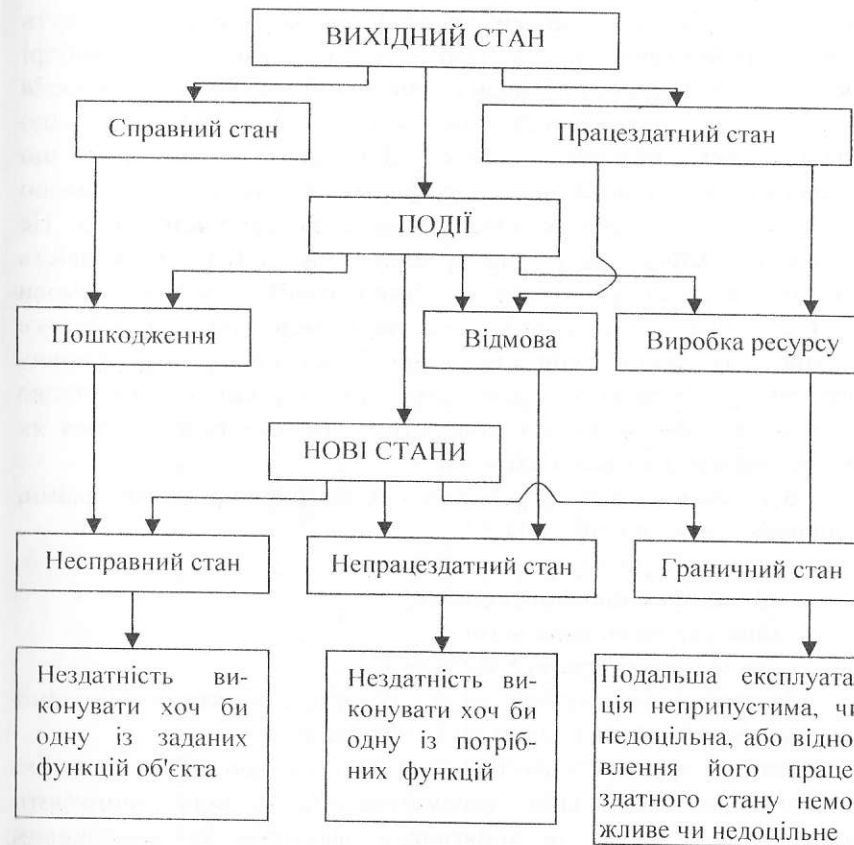 ВИХІДНИЙ СТАН
Справний стан
Працездатний стан
ПОДІЇ
Пошкодження
Відмова
Виробка ресурсу
НОВІ СТАНИ
Несправний стан
Непрацездатний стан
Граничний стан
Нездатність ви-
конувати хоч би
одну із заданих
функцій об'єкта
Нездатність ви-
конувати хоч би
одну із потріб-
них функцій
Подальша експлуата-
ція неприпустима, чи
недоцільна, або відно-
влення його праце-
здатного стану немо-
жливе чи недоцільне